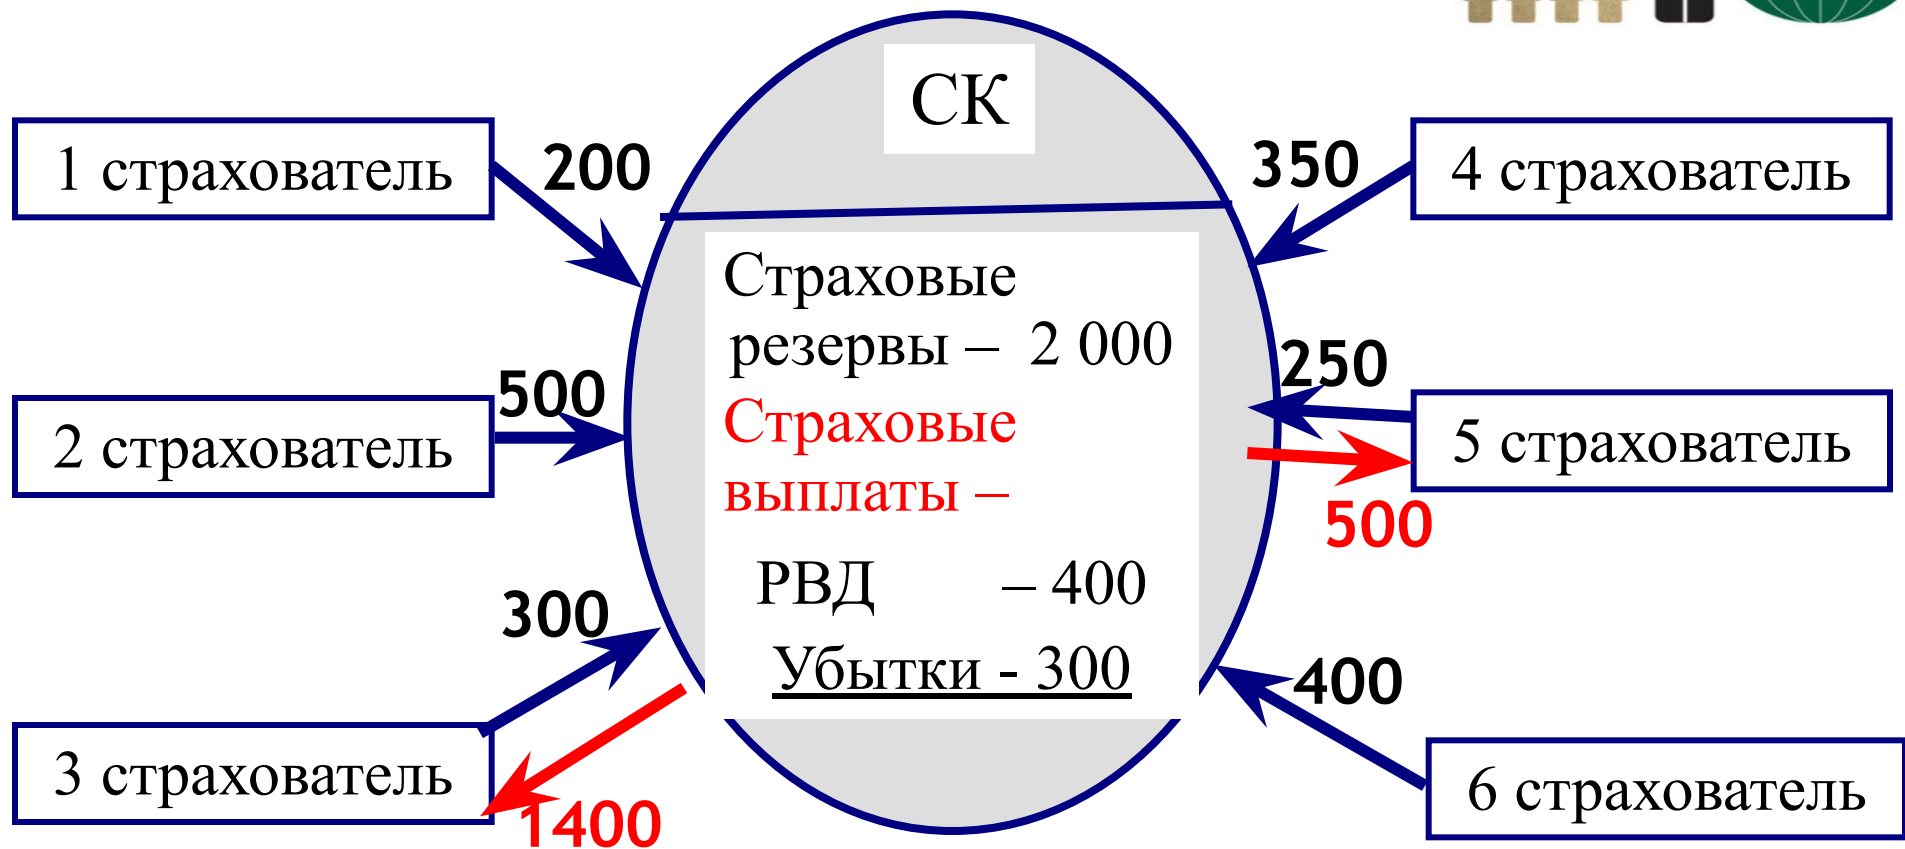 СК
1 страхователь
200
350
4 страхователь
Страховые
резервы – 2 000
500
250
2 страхователь
Страховые
5 страхователь
выплаты –
500
РВД – 400
300
Убытки - 300
400
3 страхователь
1400
6 страхователь